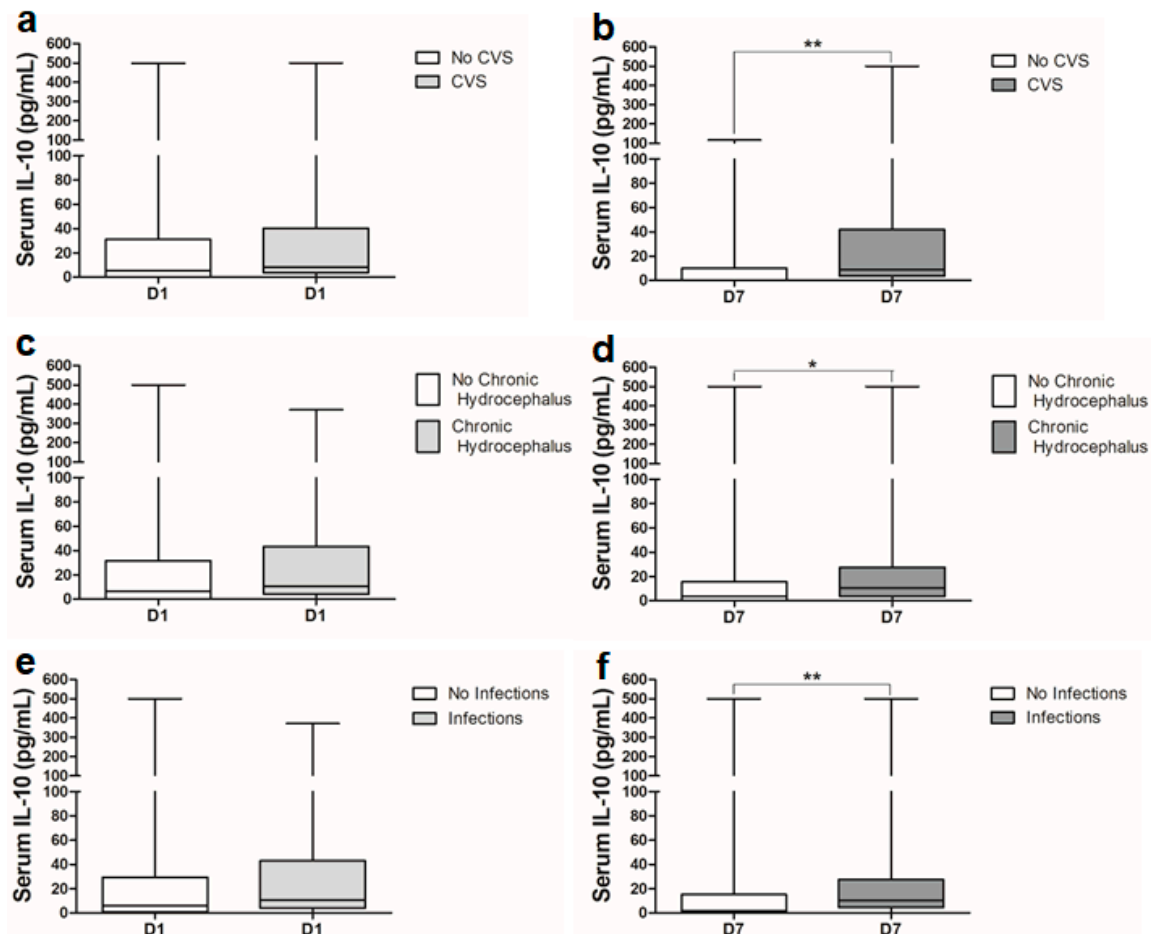 a
Serum IL-10 (pg/mL)
600
500
400
300
200
100
100
80
60
40
20
0
D1
D1
No CVS
CVS
b
Serum IL-10 (pg/mL)
600
500
400
300
200
100
100
80
60
40
20
0
**
D7
D7
No CVS
CVS
c
Serum IL-10 (pg/mL)
600
500
400
300
200
100
100
80
60
40
20
0
D1
D1
No Chronic
Hydrocephalus
Chronic
Hydrocephalus
d
Serum IL-10 (pg/mL)
600
500
400
300
200
100
100
80
60
40
20
0
*
D7
D7
No Chronic
Hydrocephalus
Chronic
Hydrocephalus
e
Serum IL-10 (pg/mL)
600
500
400
300
200
100
100
80
60
40
20
0
D1
D1
No Infections
Infections
f
Serum IL-10 (pg/mL)
600
500
400
300
200
100
100
80
60
40
20
0
**
D7
D7
No Infections
Infections